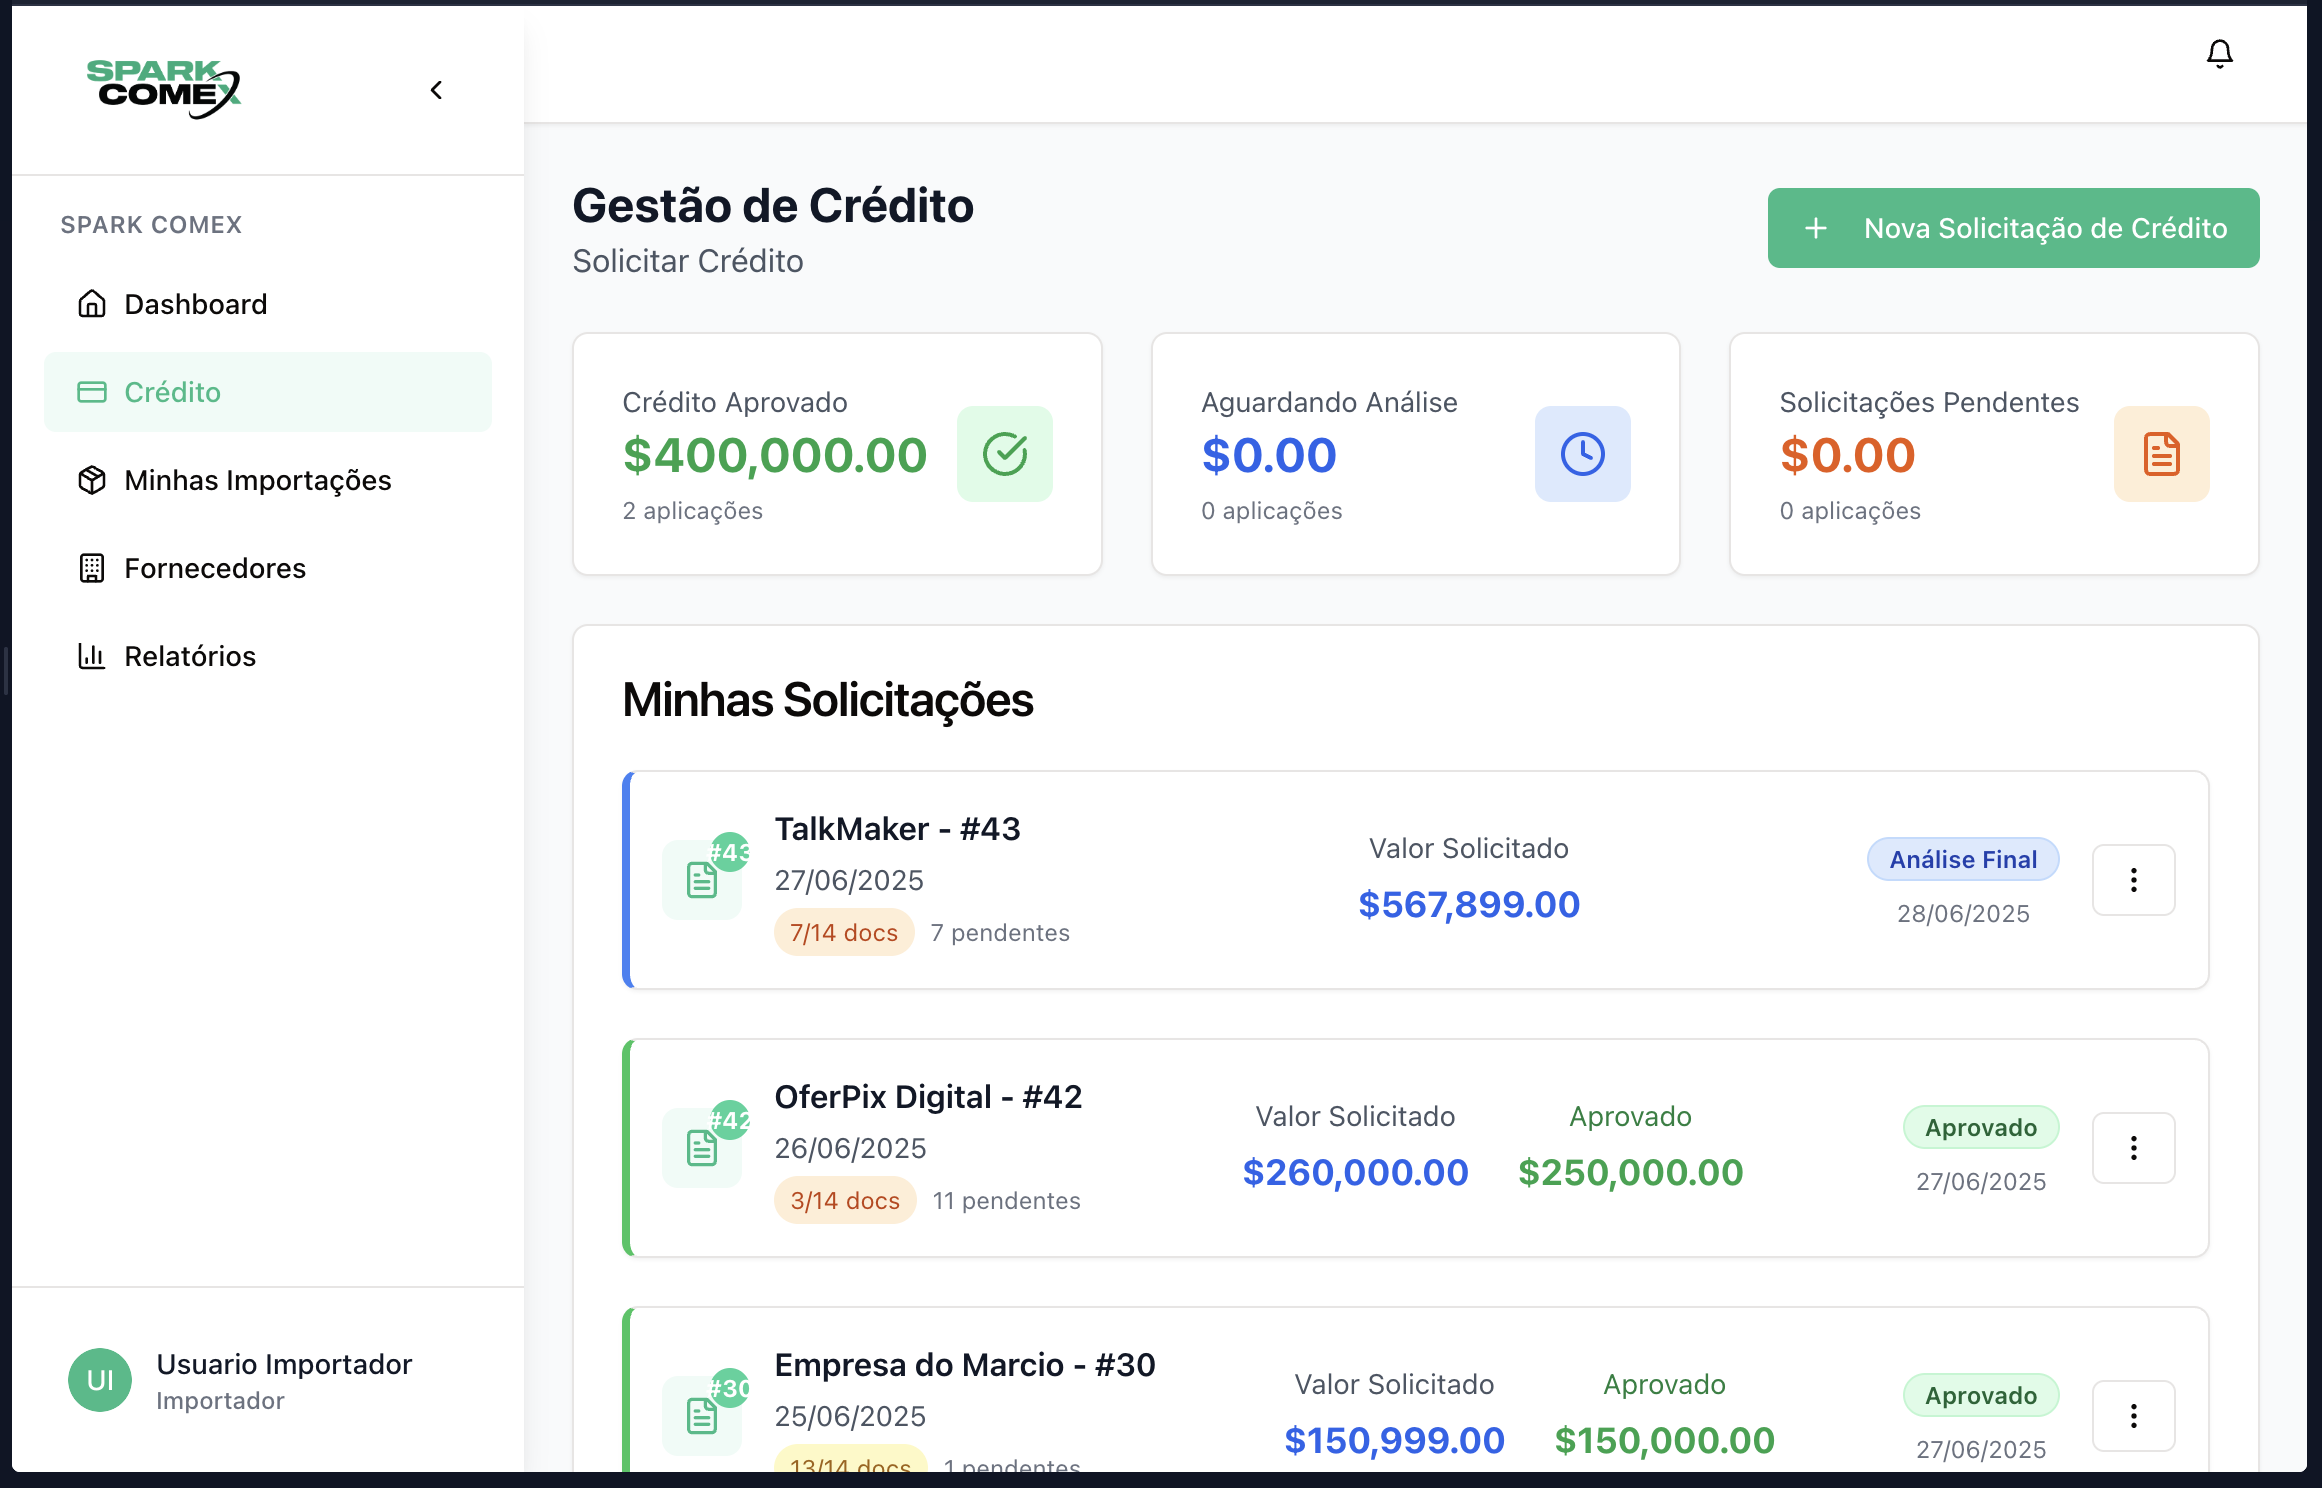 SPARK
COMEX
SPARK COMEX
Dashboard
Crédito
Minhas Importações
Fornecedores
Relatórios
UI
Usuario Importador
Importador
Gestão de Crédito
Solicitar Crédito
+ Nova Solicitação de Crédito
Crédito Aprovado
$400,000.00
2 aplicações
Aguardando Análise
$0.00
0 aplicações
Solicitações Pendentes
$0.00
0 aplicações
Minhas Solicitações
#43
TalkMaker - #43
27/06/2025
7/14 docs 7 pendentes
Valor Solicitado
$567,899.00
Análise Final
28/06/2025
#42
OferPix Digital - #42
26/06/2025
3/14 docs 11 pendentes
Valor Solicitado
$260,000.00
Aprovado
$250,000.00
Aprovado
27/06/2025
#30
Empresa do Marcio - #30
25/06/2025
13/14 docs 1 pendentes
Valor Solicitado
$150,999.00
Aprovado
$150,000.00
Aprovado
27/06/2025